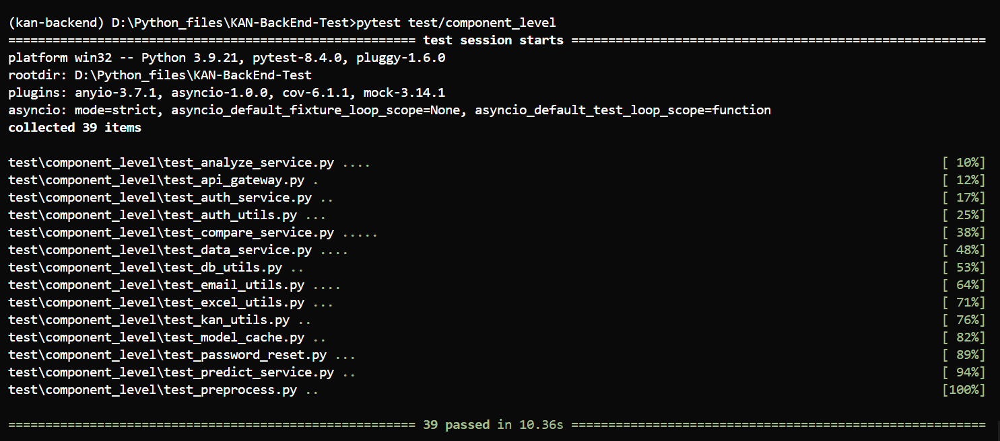 (kan-backend) D:\Python_files\KAN-BackEnd-Test>pytest test/component_level
======================================================= test session starts ========================================================
platform win32 -- Python 3.9.21, pytest-8.4.0, pluggy-1.6.0
rootdir: D:\Python_files\KAN-BackEnd-Test
plugins: anyio-3.7.1, asyncio-1.0.0, cov-6.1.1, mock-3.14.1
asyncio: mode=strict, asyncio_default_fixture_loop_scope=None, asyncio_default_test_loop_scope=function
collected 39 items

test\component_level\test_analyze_service.py .... [ 10%]
test\component_level\test_api_gateway.py . [ 12%]
test\component_level\test_auth_service.py .. [ 17%]
test\component_level\test_auth_utils.py ... [ 25%]
test\component_level\test_compare_service.py ..... [ 38%]
test\component_level\test_data_service.py .... [ 48%]
test\component_level\test_db_utils.py .. [ 53%]
test\component_level\test_email_utils.py .... [ 64%]
test\component_level\test_excel_utils.py ... [ 71%]
test\component_level\test_kan_utils.py .. [ 76%]
test\component_level\test_model_cache.py .. [ 82%]
test\component_level\test_password_reset.py ... [ 89%]
test\component_level\test_predict_service.py .. [ 94%]
test\component_level\test_preprocess.py .. [100%]

======================================================= 39 passed in 10.36s ========================================================